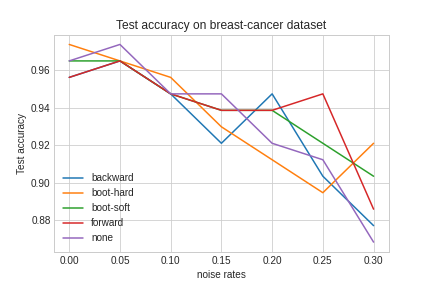 Test accuracy on breast-cancer dataset
Test accuracy
0.96
0.94
0.92
0.90
0.88
backward
boot-hard
boot-soft
forward
none
0.00 0.05 0.10 0.15 0.20 0.25 0.30
noise rates